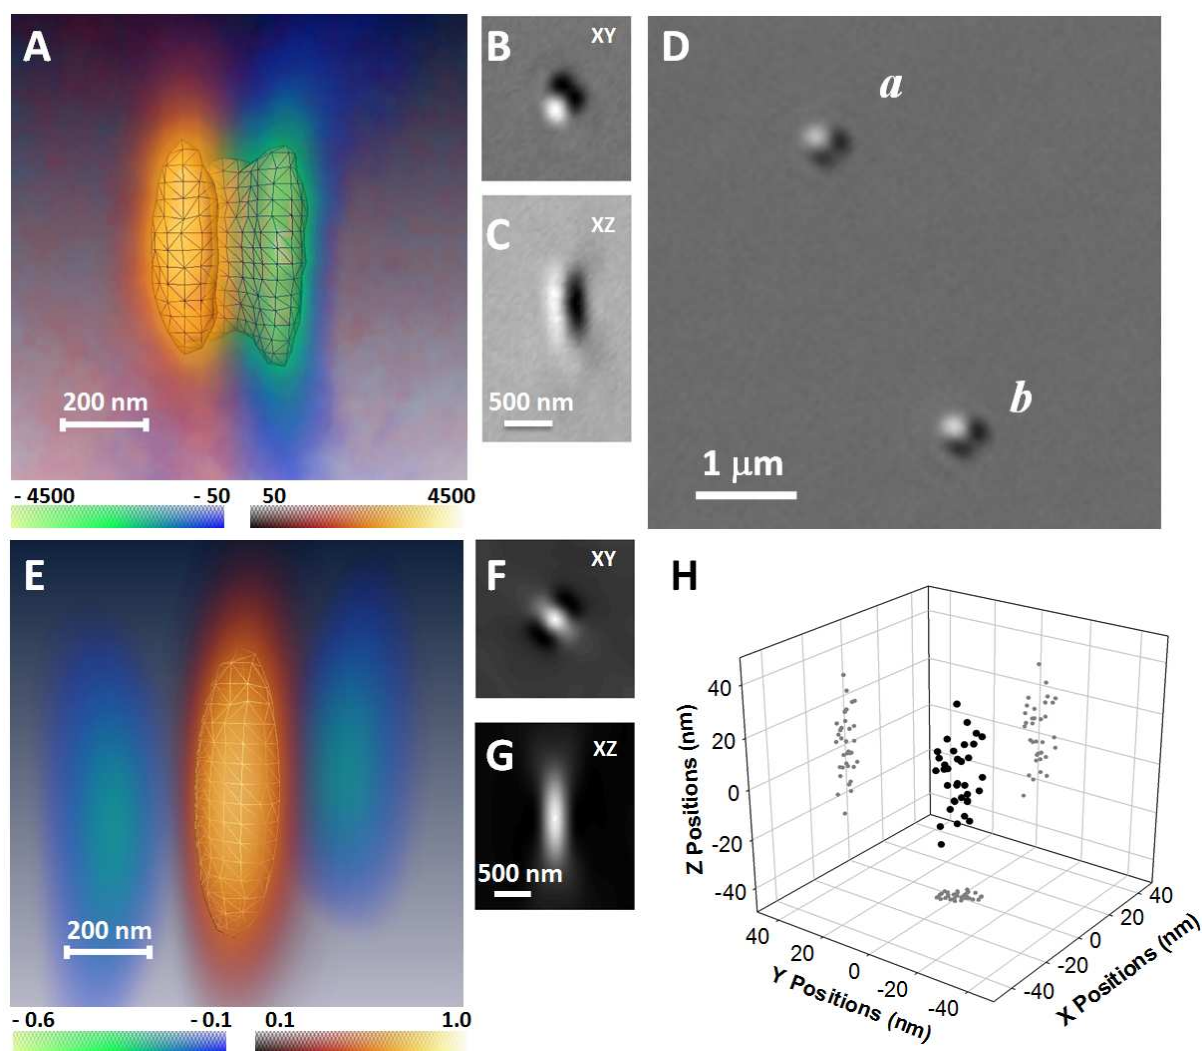 A
200 nm
- 4500 - 50 50 4500
B XY
C XZ
500 nm
D
a
b
1 μm
E
200 nm
- 0.6 - 0.1 0.1 1.0
F XY
G XZ
500 nm
H
40
20
0
-20
-40
Z Positions (nm)
40
20
0
-20
-40
Y Positions (nm)
40
20
0
-20
-40
X Positions (nm)